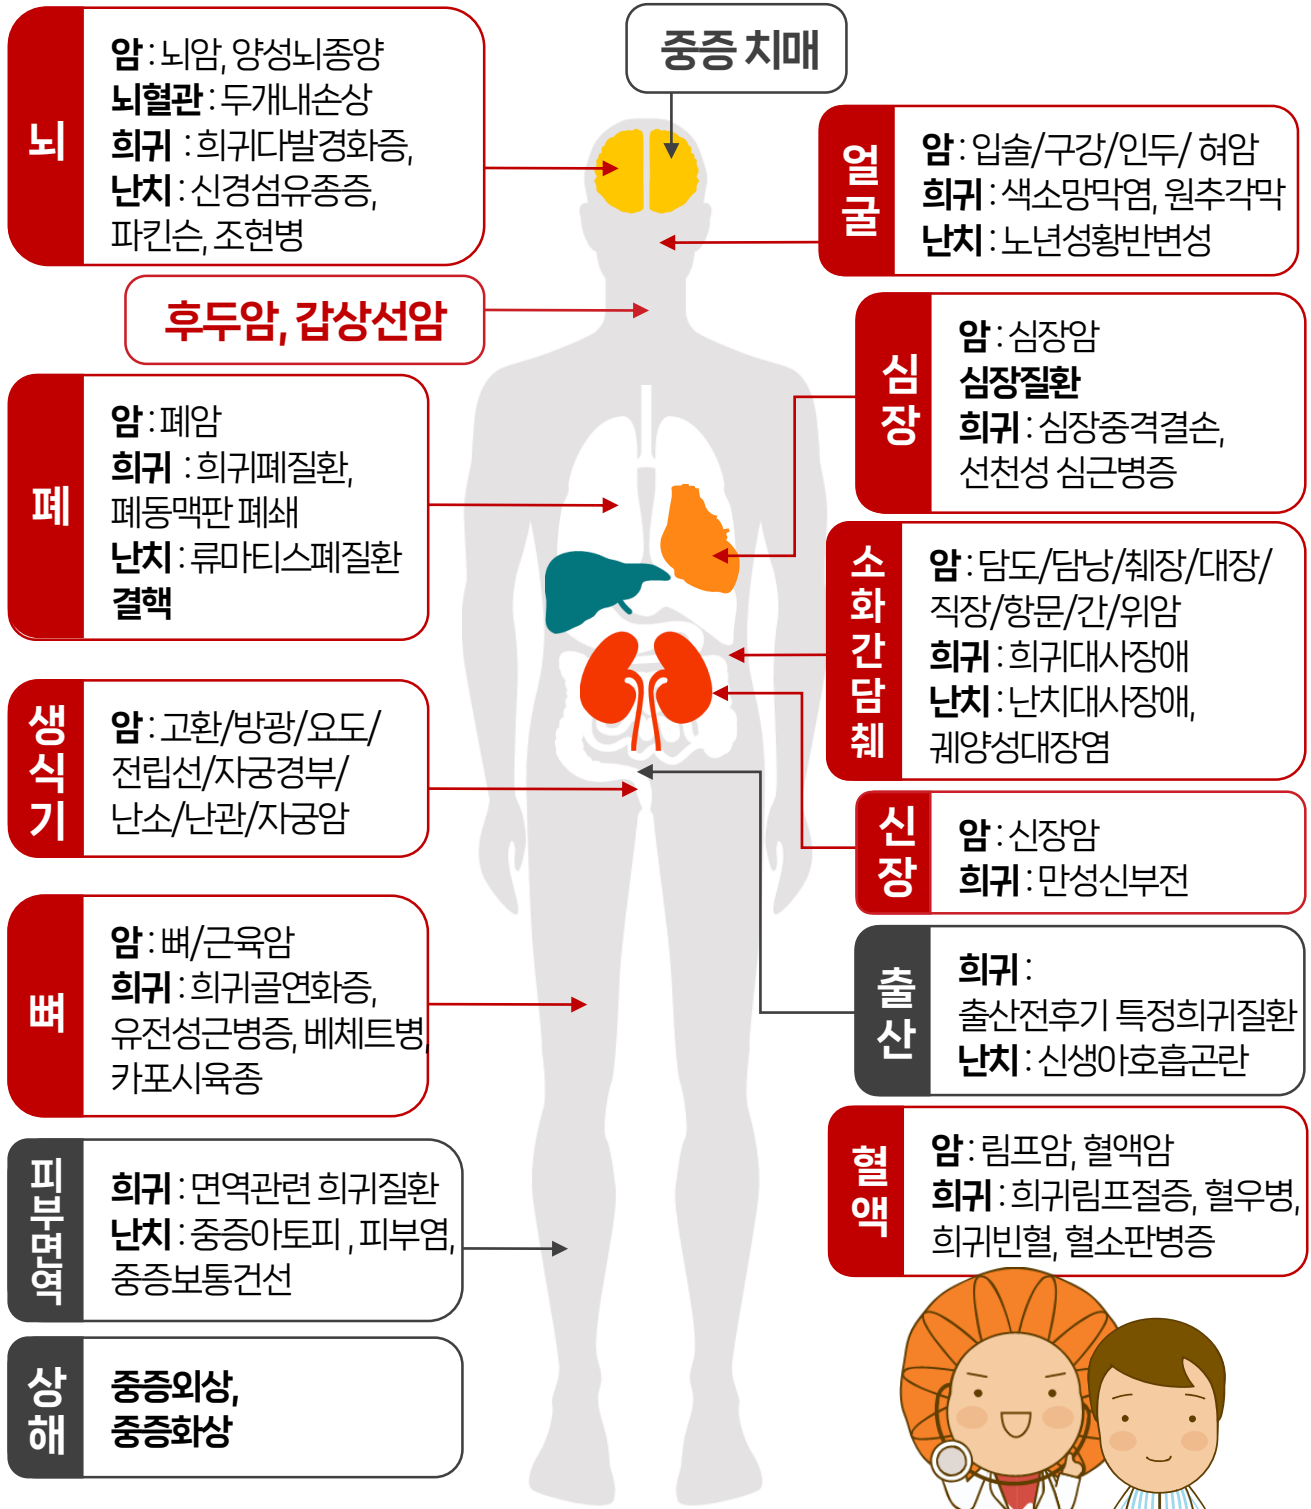 중증 치매
뇌
암 : 뇌암, 양성뇌종양
뇌혈관 : 두개내손상
희귀 : 희귀다발경화증,
난치 : 신경섬유종증,
파킨슨, 조현병
얼굴
암 : 입술/구강/인두/ 혀암
희귀 : 색소망막염, 원추각막
난치 : 노년성황반변성
후두암, 갑상선암
심장
암 : 심장암
심장질환
희귀 : 심장중격결손,
선천성 심근병증
폐
암 : 폐암
희귀 : 희귀폐질환,
폐동맥판 폐쇄
난치 : 류마티스폐질환
결핵
소화간담췌
암 : 담도/담낭/췌장/대장/
직장/항문/간/위암
희귀 : 희귀대사장애
난치 : 난치대사장애,
궤양성대장염
생식기
암 : 고환/방광/요도/
전립선/자궁경부/
난소/난관/자궁암
신장
암 : 신장암
희귀 : 만성신부전
뼈
암 : 뼈/근육암
희귀 : 희귀골연화증,
유전성근병증, 베체트병,
카포시육종
출산
희귀 :
출산전후기 특정희귀질환
난치 : 신생아호흡곤란
피부면역
희귀 : 면역관련 희귀질환
난치 : 중증아토피 , 피부염,
중증보통건선
혈액
암 : 림프암, 혈액암
희귀 : 희귀림프절증, 혈우병,
희귀빈혈, 혈소판병증
상해
중증외상,
중증화상